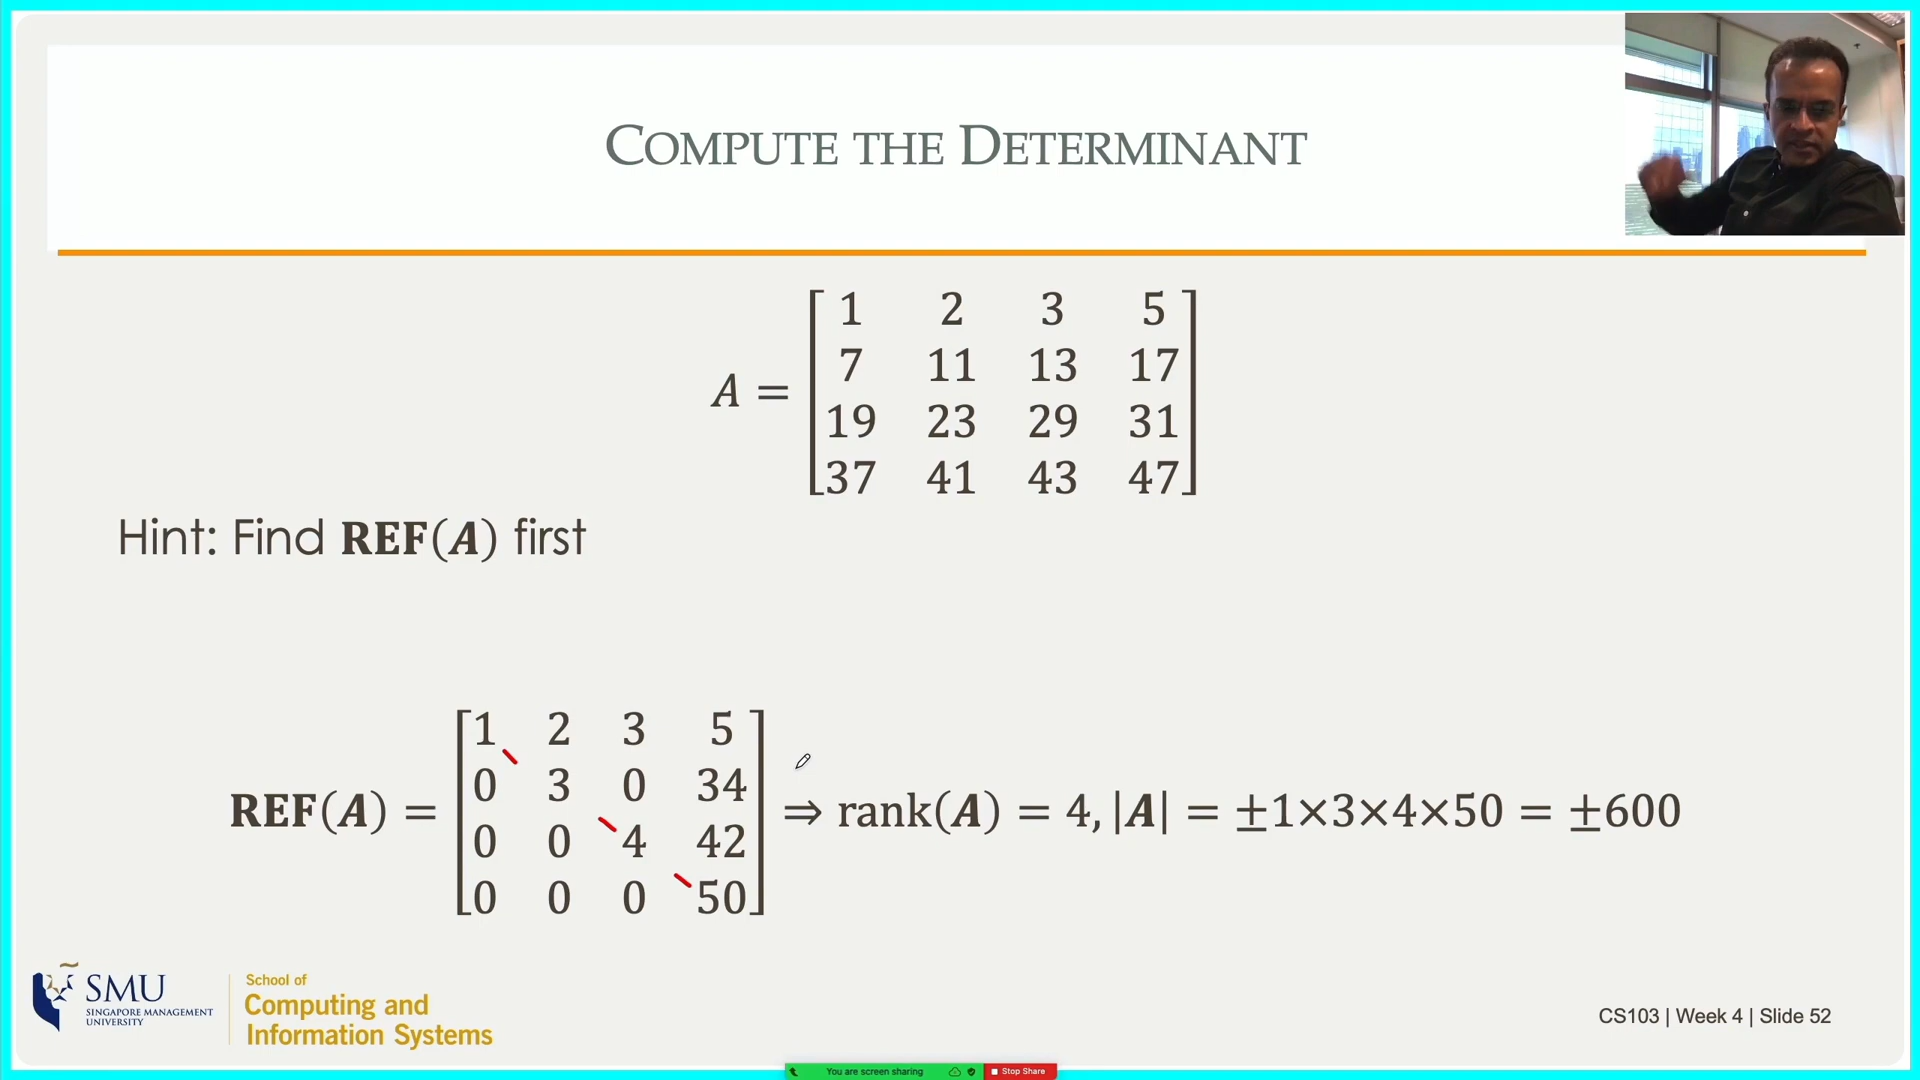 COMPUTE THE DETERMINANT
A = [1 2 3 5
7 11 13 17
19 23 29 31
37 41 43 47]
Hint: Find REF(A) first
REF(A) = [1 2 3 5
0 3 0 34
0 0 4 42
0 0 0 50] ⇒ rank(A) = 4, |A| = ±1×3×4×50 = ±600
SMU
SINGAPORE MANAGEMENT
UNIVERSITY
School of
Computing and
Information Systems
CS103 | Week 4 | Slide 52
You are screen sharing
Stop Share